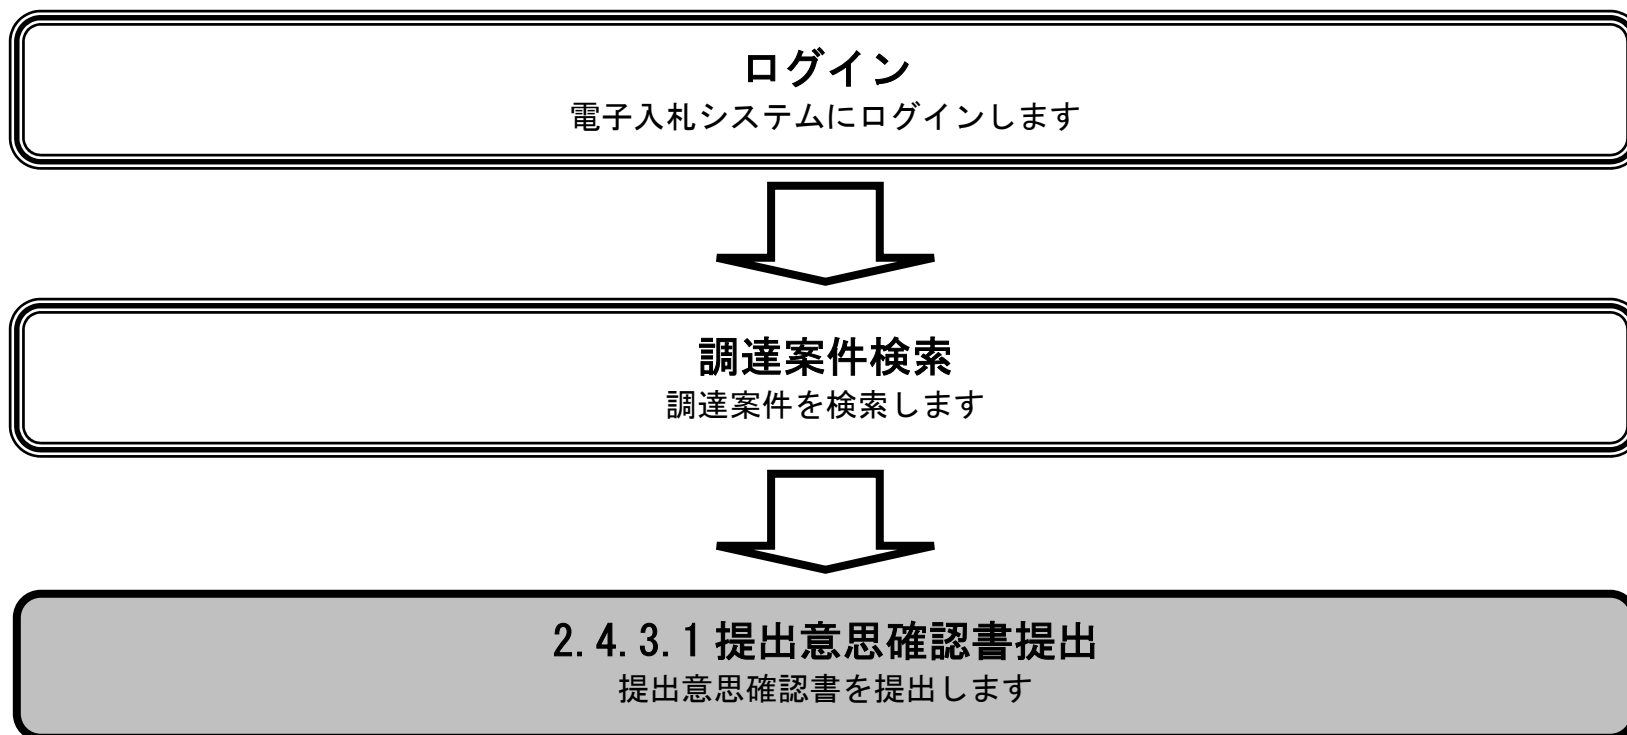 ログイン
電子入札システムにログインします
調達案件検索
調達案件を検索します
2.4.3.1 提出意思確認書提出
提出意思確認書を提出します